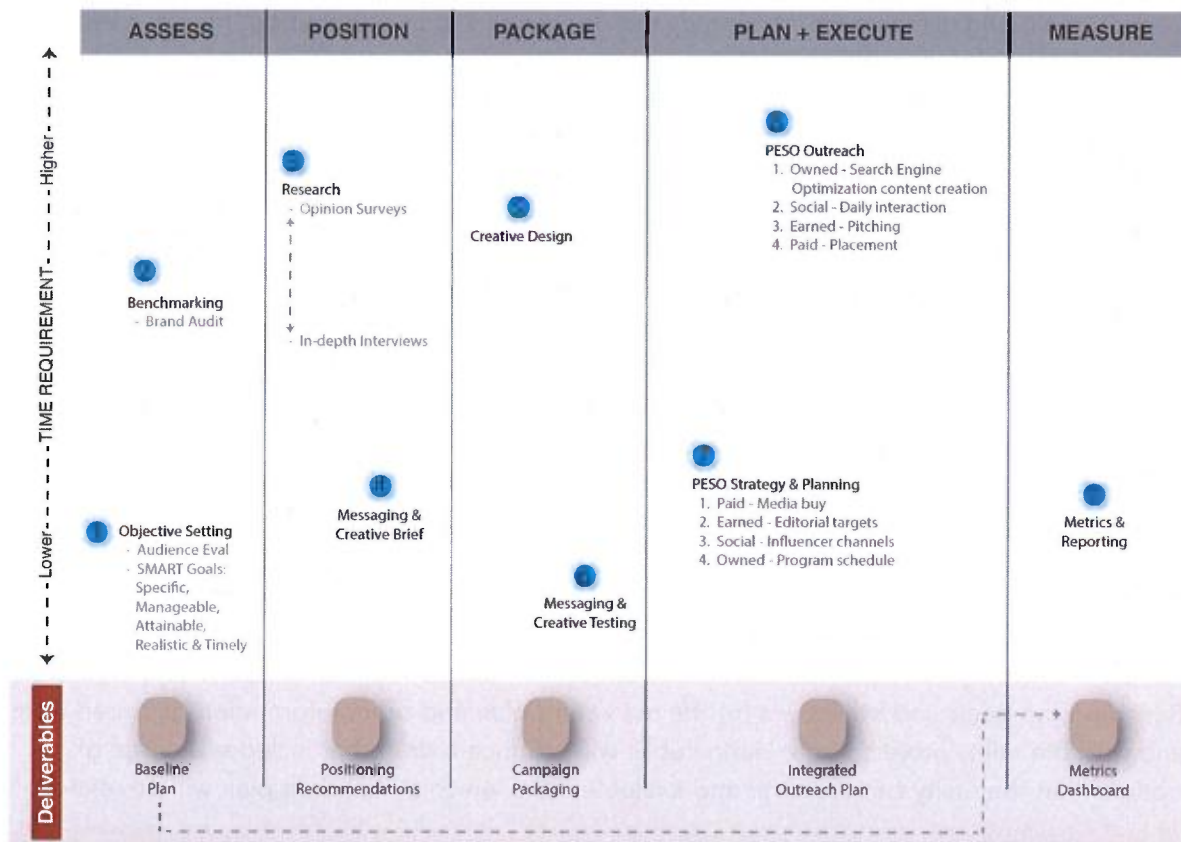 ASSESS
POSITION
PACKAGE
PLAN + EXECUTE
MEASURE
Lower
TIME REQUIREMENT
Higher
Benchmarking
- Brand Audit
Objective Setting
- Audience Eval
- SMART Goals:
Specific,
Manageable,
Attainable,
Realistic & Timely
Research
- Opinion Surveys
- In-depth Interviews
Messaging &
Creative Brief
Creative Design
Messaging &
Creative Testing
PESO Outreach
1. Owned - Search Engine
Optimization content creation
2. Social - Daily interaction
3. Earned - Pitching
4. Paid - Placement
PESO Strategy & Planning
1. Paid - Media buy
2. Earned - Editorial targets
3. Social - Influencer channels
4. Owned - Program schedule
Metrics &
Reporting
Deliverables
Baseline
Plan
Positioning
Recommendations
Campaign
Packaging
Integrated
Outreach Plan
Metrics
Dashboard